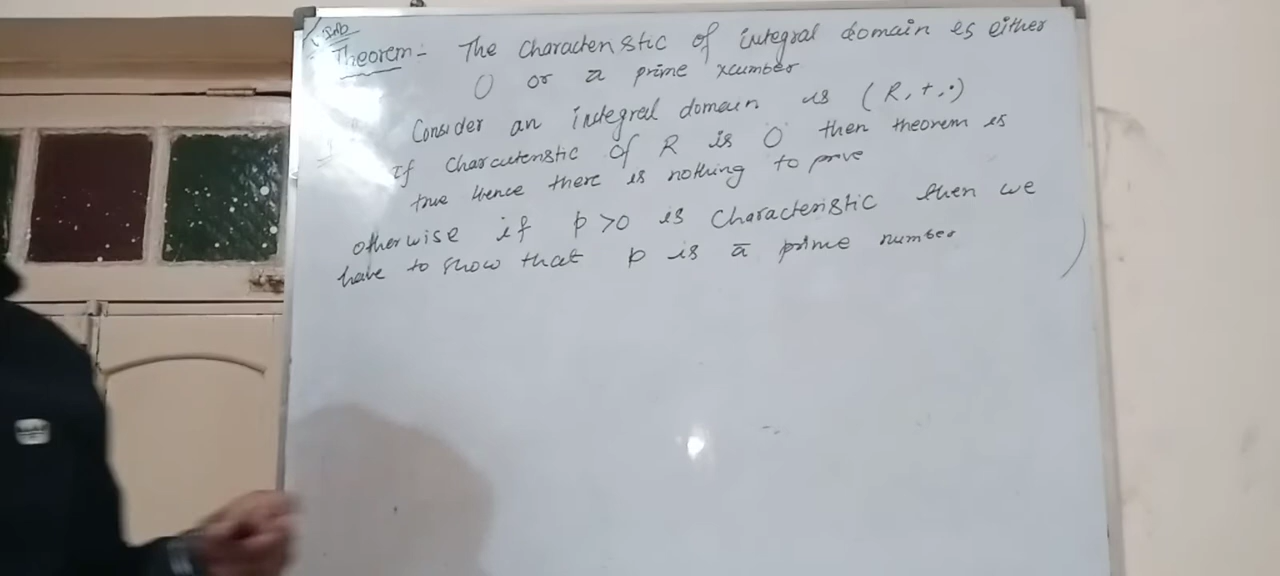 Theorem:- The Characteristic of integral domain is either
0 or a prime number
Consider an integral domain is (R, +, ·)
If Characteristic of R is 0 then theorem is
true Hence there is nothing to prove
otherwise if p > 0 is Characteristic then we
have to show that p is a prime number